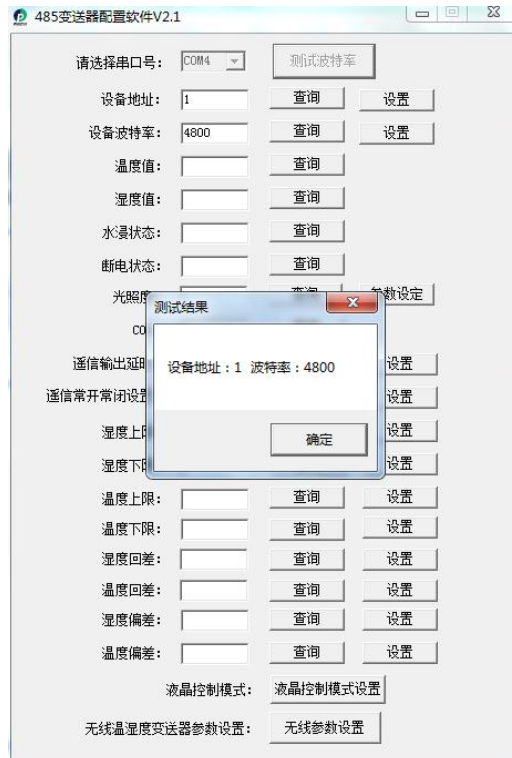 485变送器配置软件V2.1
请选择串口号： COM4 测试波特率
设备地址： 1 查询 设置
设备波特率： 4800 查询 设置
温度值： 查询
湿度值： 查询
水浸状态： 查询
断电状态： 查询
光照度 查询 参数设定
测试结果
CO
设备地址：1 波特率：4800
遥信输出延时 设置
遥信常开常闭设置 设置
湿度上限 设置
确定
湿度下限 设置
温度上限： 查询 设置
温度下限： 查询 设置
湿度回差： 查询 设置
温度回差： 查询 设置
湿度偏差： 查询 设置
温度偏差： 查询 设置
液晶控制模式： 液晶控制模式设置
无线温湿度变送器参数设置： 无线参数设置